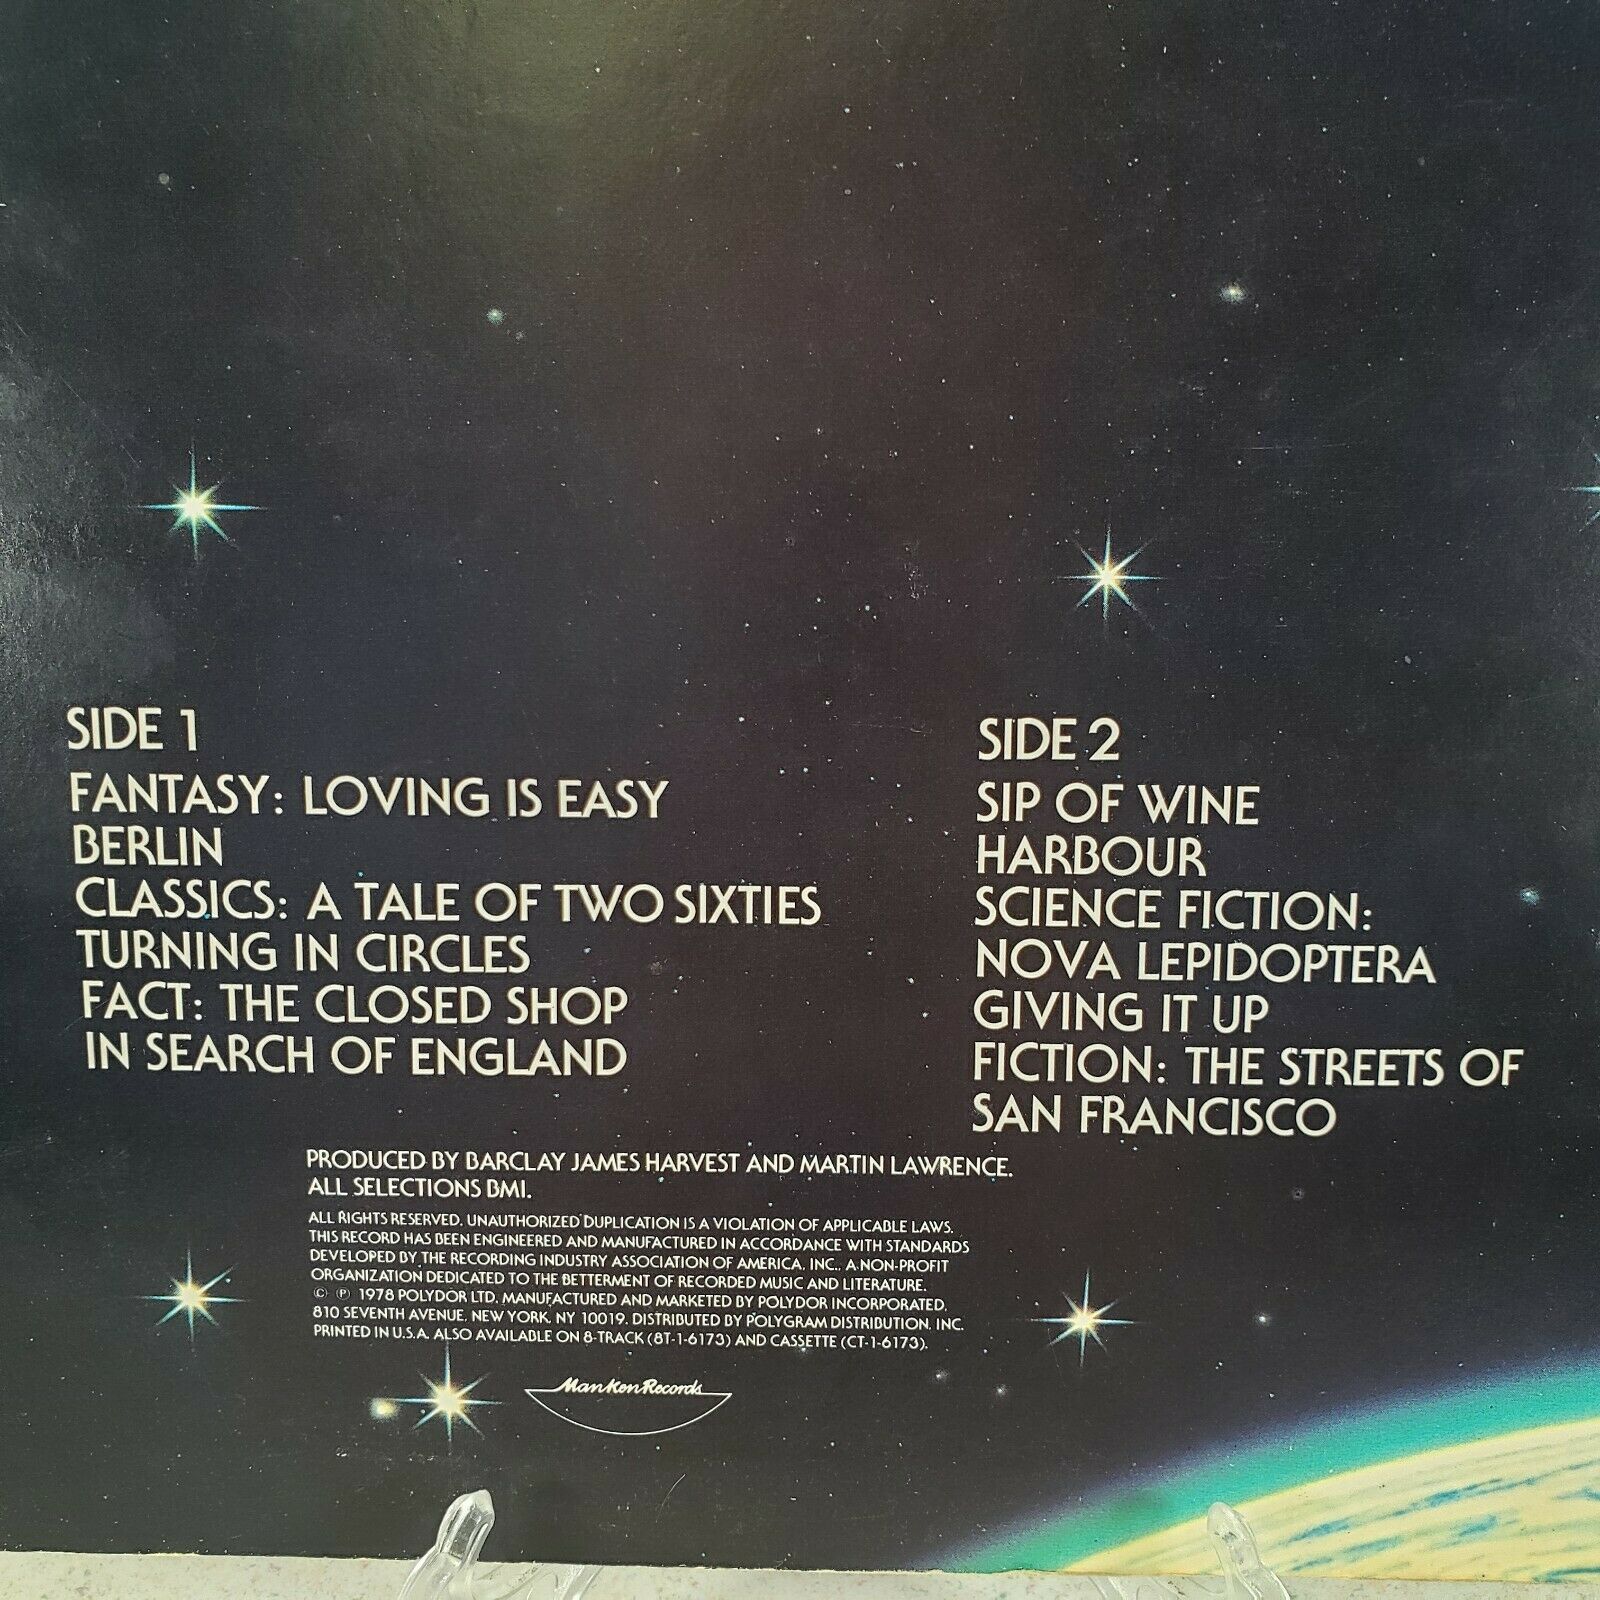 SIDE 1
FANTASY: LOVING IS EASY
BERLIN
CLASSICS: A TALE OF TWO SIXTIES
TURNING IN CIRCLES
FACT: THE CLOSED SHOP
IN SEARCH OF ENGLAND
SIDE 2
SIP OF WINE
HARBOUR
SCIENCE FICTION:
NOVA LEPIDOPTERA
GIVING IT UP
FICTION: THE STREETS OF
SAN FRANCISCO
PRODUCED BY BARCLAY JAMES HARVEST AND MARTIN LAWRENCE.
ALL SELECTIONS BMI.
ALL RIGHTS RESERVED. UNAUTHORIZED DUPLICATION IS A VIOLATION OF APPLICABLE LAWS.
THIS RECORD HAS BEEN ENGINEERED AND MANUFACTURED IN ACCORDANCE WITH STANDARDS
DEVELOPED BY THE RECORDING INDUSTRY ASSOCIATION OF AMERICA, INC., A NON-PROFIT
ORGANIZATION DEDICATED TO THE BETTERMENT OF RECORDED MUSIC AND LITERATURE.
© ℗ 1978 POLYDOR LTD. MANUFACTURED AND MARKETED BY POLYDOR INCORPORATED,
810 SEVENTH AVENUE, NEW YORK, NY 10019. DISTRIBUTED BY POLYGRAM DISTRIBUTION, INC.
PRINTED IN U.S.A. ALSO AVAILABLE ON 8-TRACK (8T-1-6173) AND CASSETTE (CT-1-6173).
ManKen Records